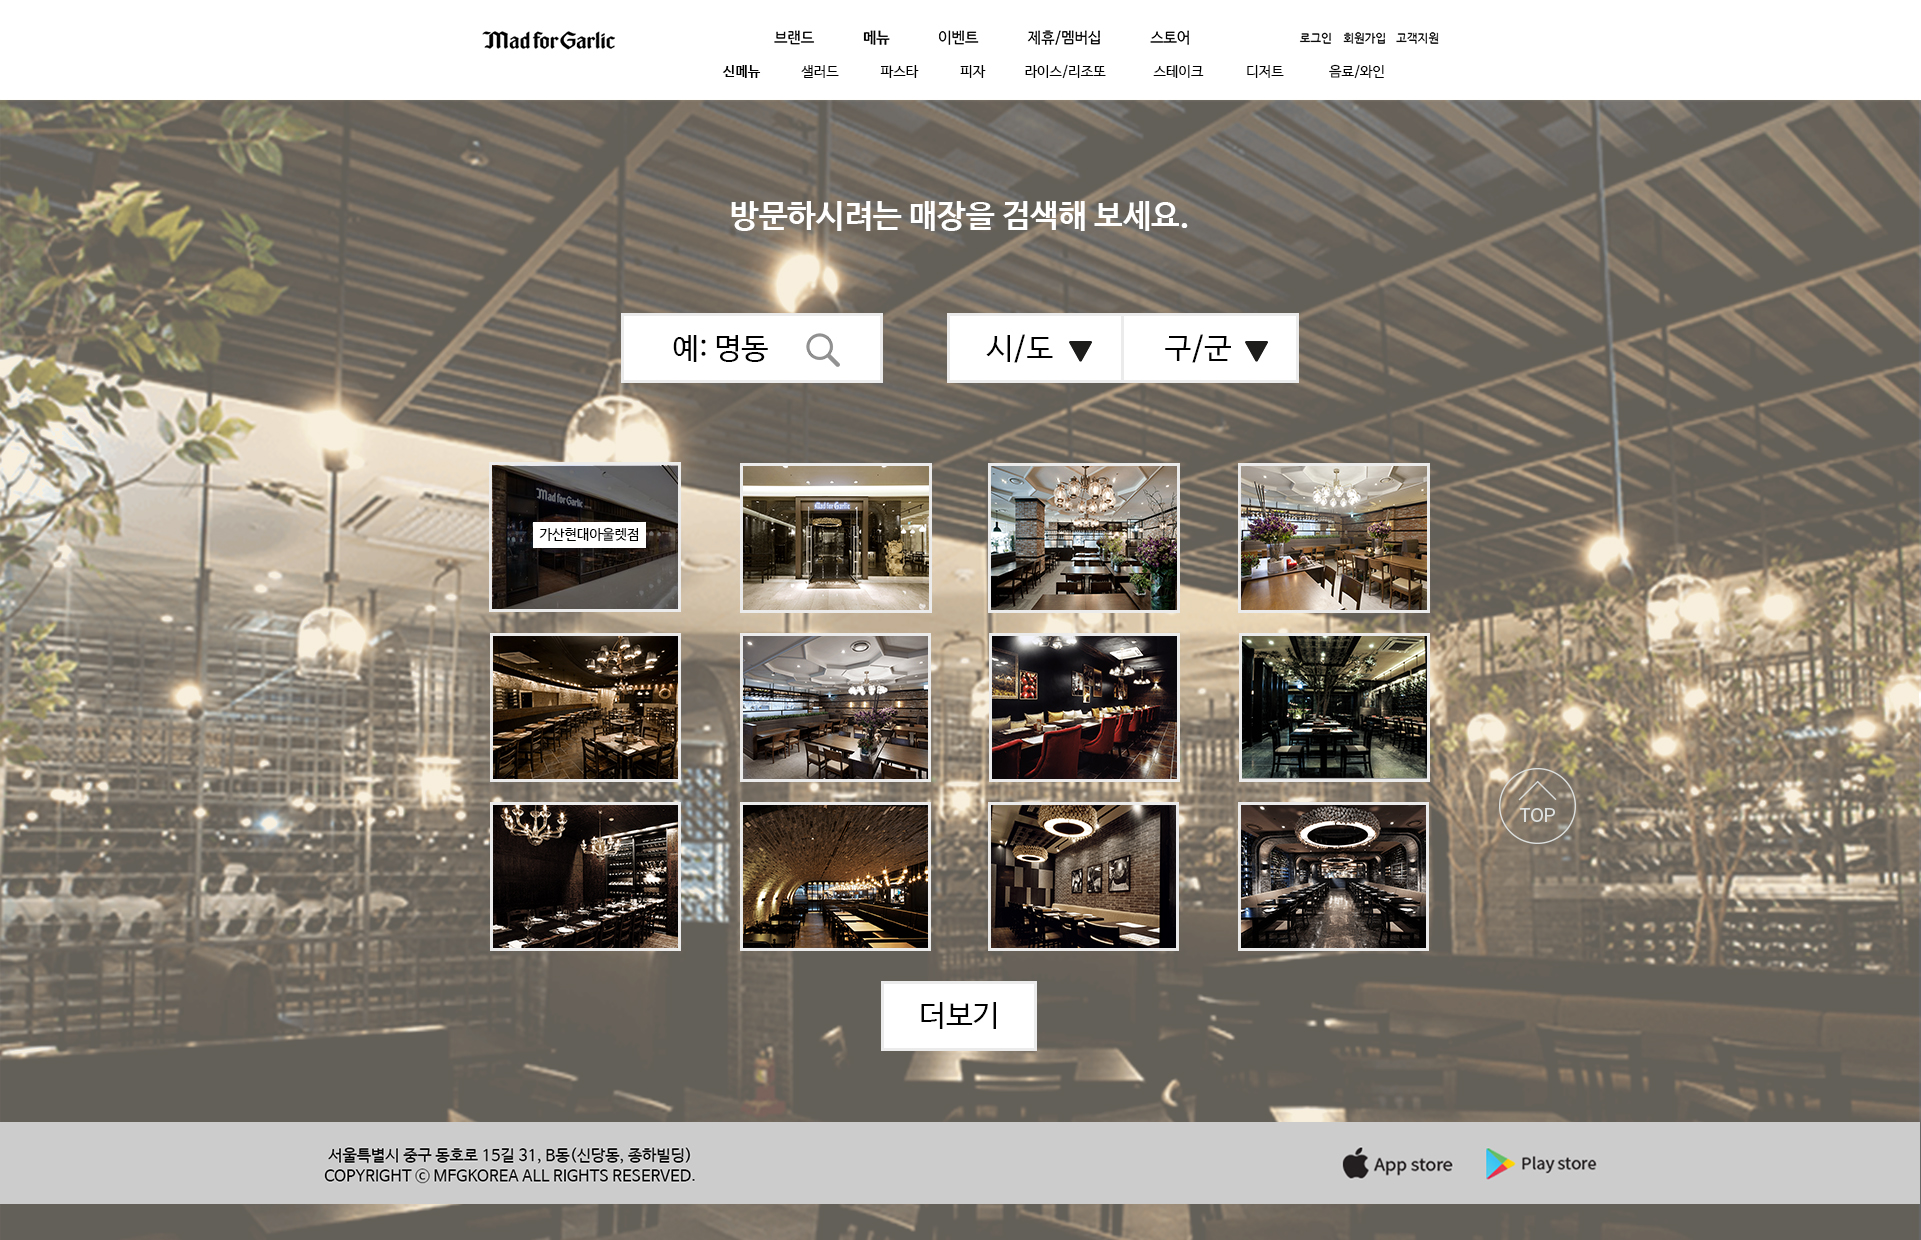 Mad for Garlic
브랜드 메뉴 이벤트 제휴/멤버십 스토어
로그인 회원가입 고객지원
신메뉴 샐러드 파스타 피자 라이스/리조또 스테이크 디저트 음료/와인
방문하시려는 매장을 검색해 보세요.
예: 명동
시/도 ▼ 구/군 ▼
Mad for Garlic
가산현대아울렛점
Mad for Garlic
TOP
더보기
서울특별시 중구 동호로 15길 31, B동(신당동, 종하빌딩)
COPYRIGHT ⓒ MFGKOREA ALL RIGHTS RESERVED.
App store
Play store